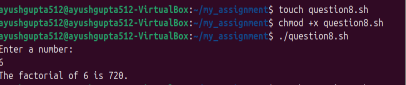 ayushgupta512@ayushgupta512-VirtualBox:~/my_assignment$ touch question8.sh
ayushgupta512@ayushgupta512-VirtualBox:~/my_assignment$ chmod +x question8.sh
ayushgupta512@ayushgupta512-VirtualBox:~/my_assignment$ ./question8.sh
Enter a number:
6
The factorial of 6 is 720.